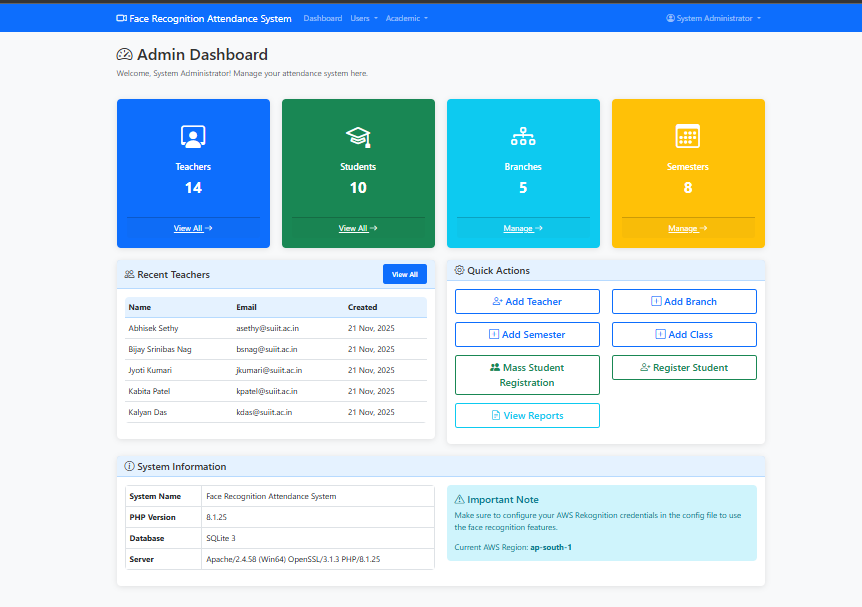 Face Recognition Attendance System Dashboard Users Academic System Administrator
Admin Dashboard
Welcome, System Administrator! Manage your attendance system here.
Teachers
14
View All
Students
10
View All
Branches
5
Manage
Semesters
8
Manage
Recent Teachers View All
Name Email Created
Abhisek Sethy asethy@suiit.ac.in 21 Nov, 2025
Bijay Srinibas Nag bsnag@suiit.ac.in 21 Nov, 2025
Jyoti Kumari jkumari@suiit.ac.in 21 Nov, 2025
Kabita Patel kpatel@suiit.ac.in 21 Nov, 2025
Kalyan Das kdas@suiit.ac.in 21 Nov, 2025
Quick Actions
Add Teacher Add Branch
Add Semester Add Class
Mass Student
Registration
Register Student
View Reports
System Information
System Name Face Recognition Attendance System
PHP Version 8.1.25
Database SQLite 3
Server Apache/2.4.58 (Win64) OpenSSL/3.1.3 PHP/8.1.25
Important Note
Make sure to configure your AWS Rekognition credentials in the config file to use
the face recognition features.
Current AWS Region: ap-south-1